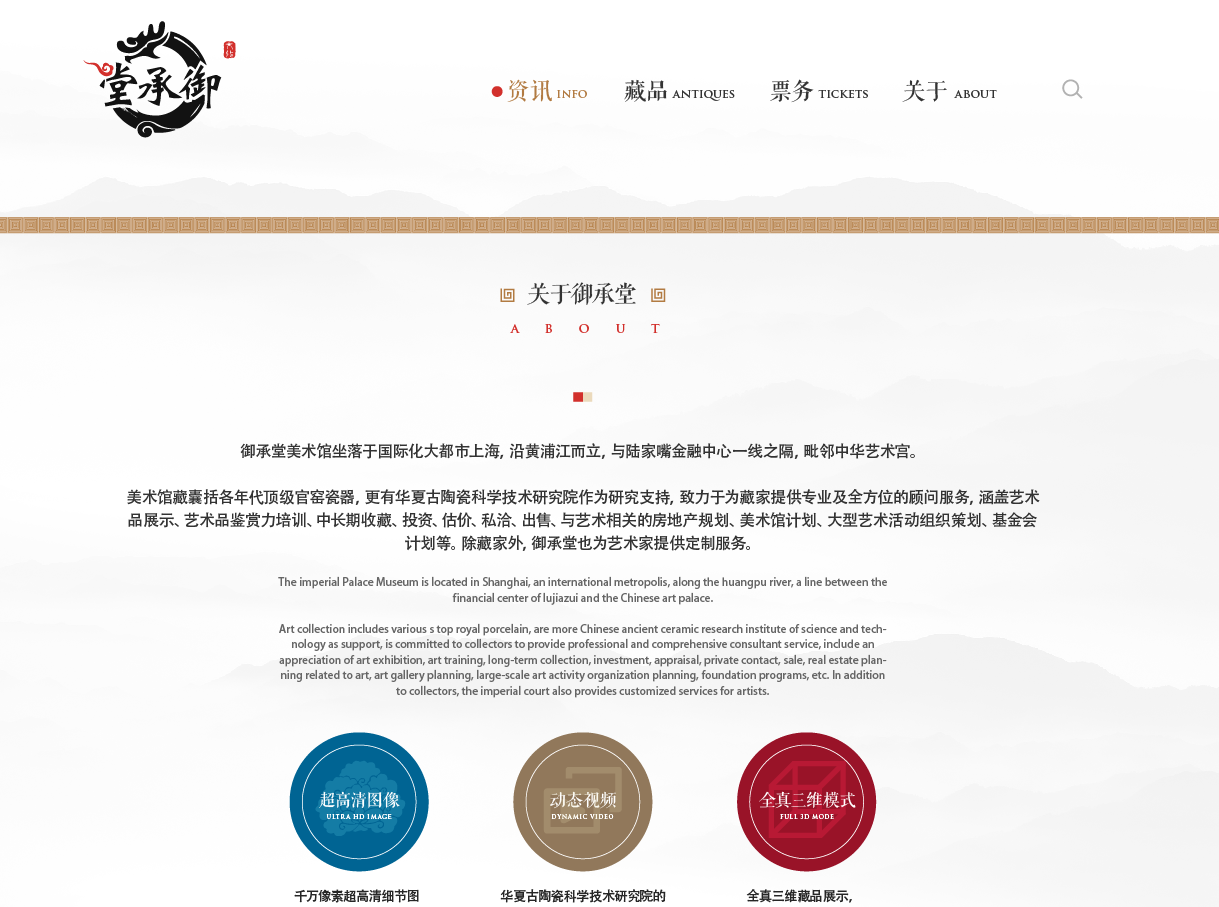 堂承御
资讯 INFO 藏品 ANTIQUES 票务 TICKETS 关于 ABOUT
关于御承堂
A B O U T
御承堂美术馆坐落于国际化大都市上海, 沿黄浦江而立, 与陆家嘴金融中心一线之隔, 毗邻中华艺术宫。
美术馆藏囊括各年代顶级官窑瓷器, 更有华夏古陶瓷科学技术研究院作为研究支持, 致力于为藏家提供专业及全方位的顾问服务, 涵盖艺术
品展示、艺术品鉴赏力培训、中长期收藏、投资、估价、私洽、出售、与艺术相关的房地产规划、美术馆计划、大型艺术活动组织策划、基金会
计划等。除藏家外, 御承堂也为艺术家提供定制服务。
The imperial Palace Museum is located in Shanghai, an international metropolis, along the huangpu river, a line between the
financial center of lujiazui and the Chinese art palace.
Art collection includes various s top royal porcelain, are more Chinese ancient ceramic research institute of science and tech-
nology as support, is committed to collectors to provide professional and comprehensive consultant service, include an
appreciation of art exhibition, art training, long-term collection, investment, appraisal, private contact, sale, real estate plan-
ning related to art, art gallery planning, large-scale art activity organization planning, foundation programs, etc. In addition
to collectors, the imperial court also provides customized services for artists.
超高清图像
ULTRA HD IMAGE
动态视频
DYNAMIC VIDEO
全真三维模式
FULL 3D MODE
千万像素超高清细节图
华夏古陶瓷科学技术研究院的
全真三维藏品展示,